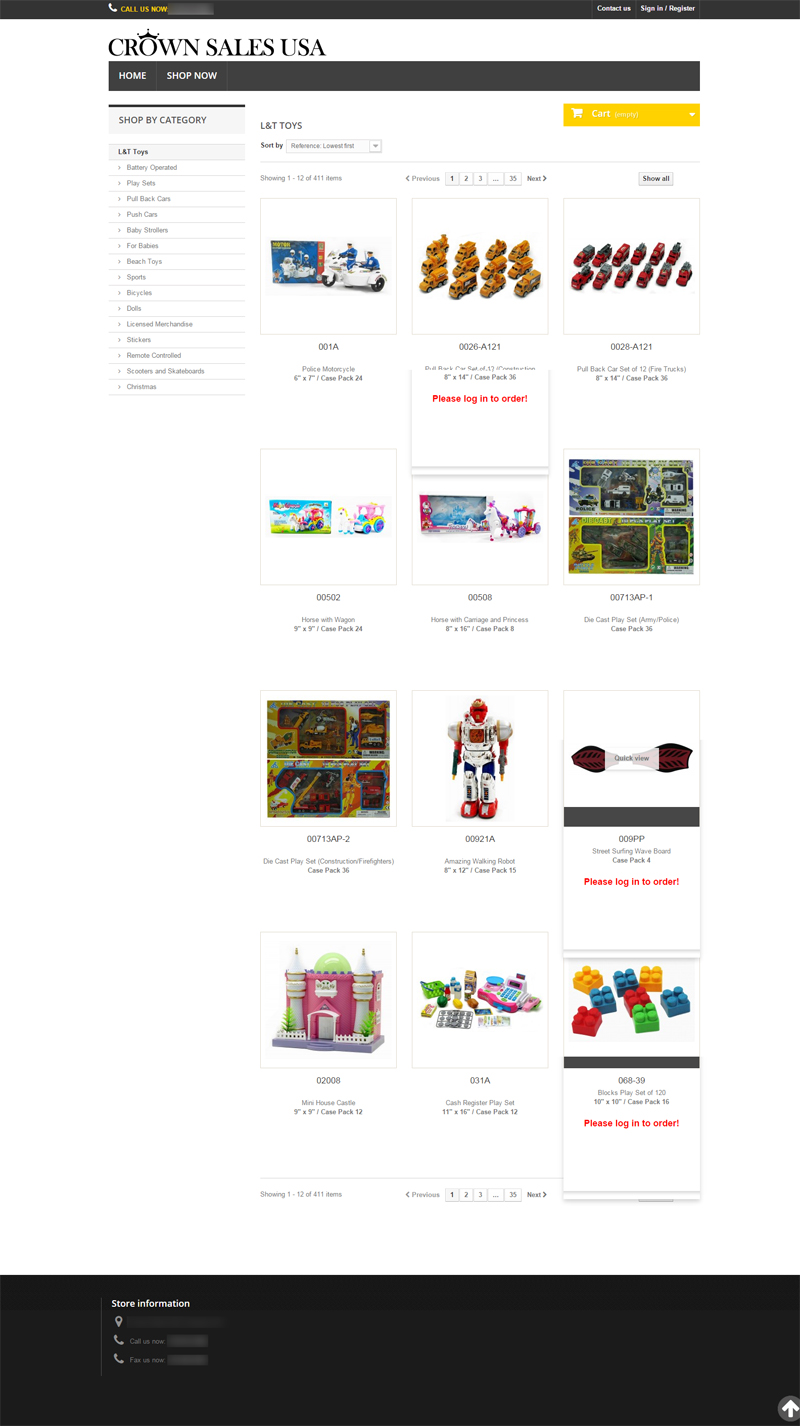 CALL US NOW:
Contact us
Sign in / Register
CROWN SALES USA
HOME
SHOP NOW
SHOP BY CATEGORY
L&T Toys
Battery Operated
Play Sets
Pull Back Cars
Push Cars
Baby Strollers
For Babies
Beach Toys
Sports
Bicycles
Dolls
Licensed Merchandise
Stickers
Remote Controlled
Scooters and Skateboards
Christmas
Cart (empty)
L&T TOYS
Sort by Reference: Lowest first
Showing 1 - 12 of 411 items
Previous 1 2 3 ... 35 Next
Show all
001A
Police Motorcycle
6" x 7" / Case Pack 24
0026-A121
Pull Back Car Set of 12 (Construction
8" x 14" / Case Pack 36
Please log in to order!
0028-A121
Pull Back Car Set of 12 (Fire Trucks)
8" x 14" / Case Pack 36
00502
Horse with Wagon
9" x 9" / Case Pack 24
00508
Horse with Carriage and Princess
8" x 16" / Case Pack 8
00713AP-1
Die Cast Play Set (Army/Police)
Case Pack 36
00713AP-2
Die Cast Play Set (Construction/Firefighters)
Case Pack 36
00921A
Amazing Walking Robot
8" x 12" / Case Pack 15
Quick view
009PP
Street Surfing Wave Board
Case Pack 4
Please log in to order!
02008
Mini House Castle
9" x 9" / Case Pack 12
031A
Cash Register Play Set
11" x 16" / Case Pack 12
068-39
Blocks Play Set of 120
10" x 10" / Case Pack 16
Please log in to order!
Showing 1 - 12 of 411 items
Previous 1 2 3 ... 35 Next
Store information
Call us now:
Fax us now: